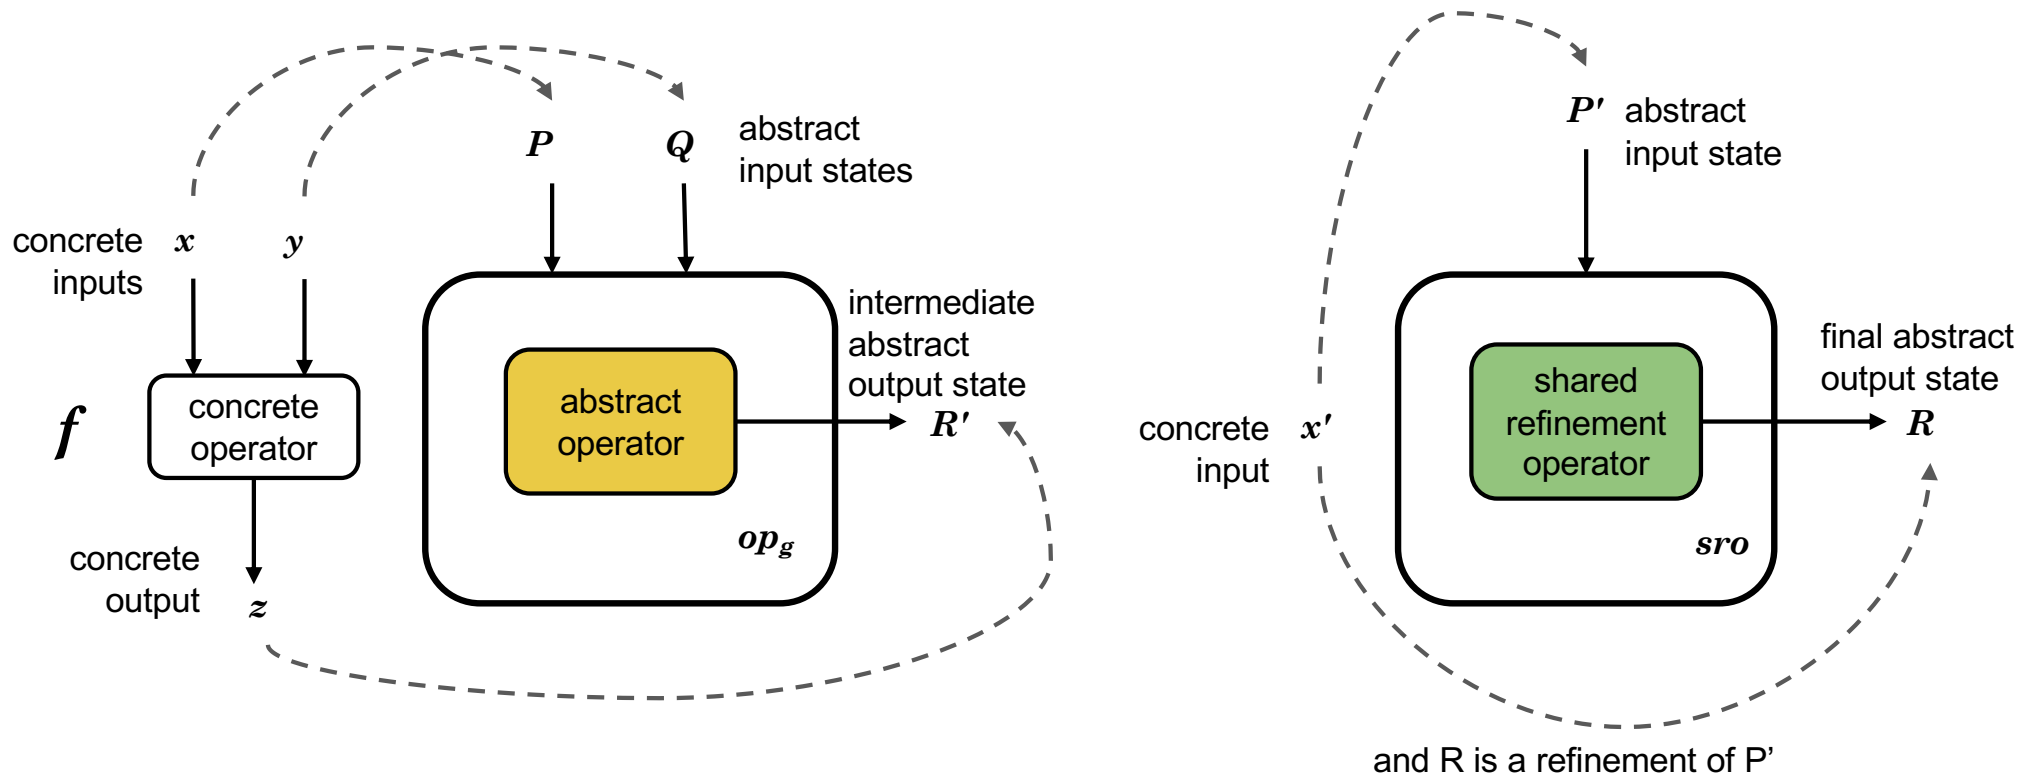 P
Q
abstract
input states
concrete
inputs
x
y
f
concrete
operator
concrete
output
z
abstract
operator
op_g
intermediate
abstract
output state
R'
P'
abstract
input state
concrete
input
x'
shared
refinement
operator
sro
final abstract
output state
R
and R is a refinement of P’